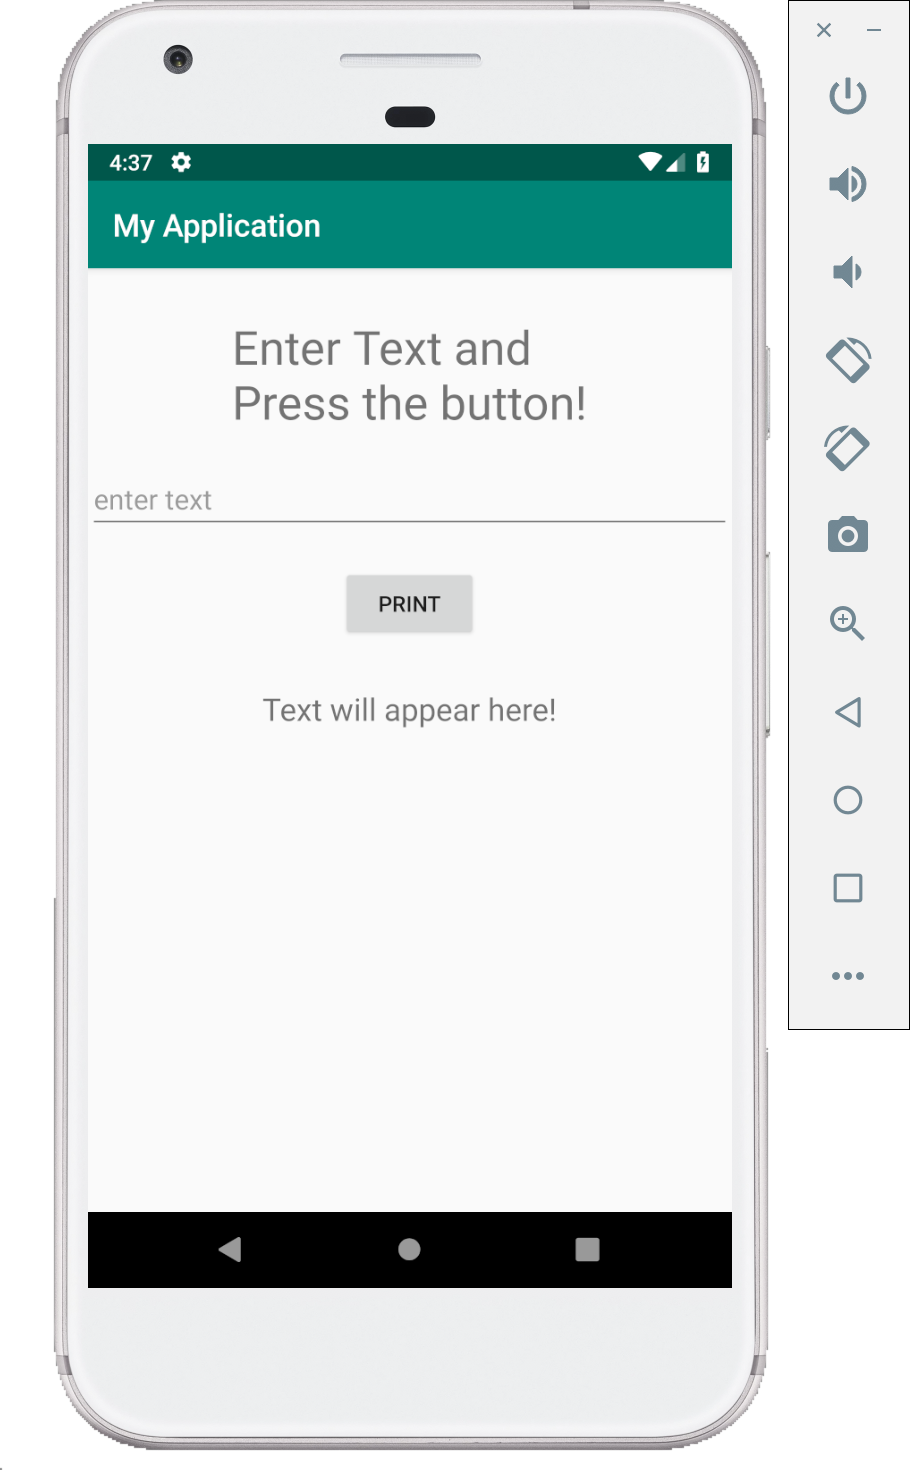 4:37
My Application
Enter Text and
Press the button!
enter text
PRINT
Text will appear here!